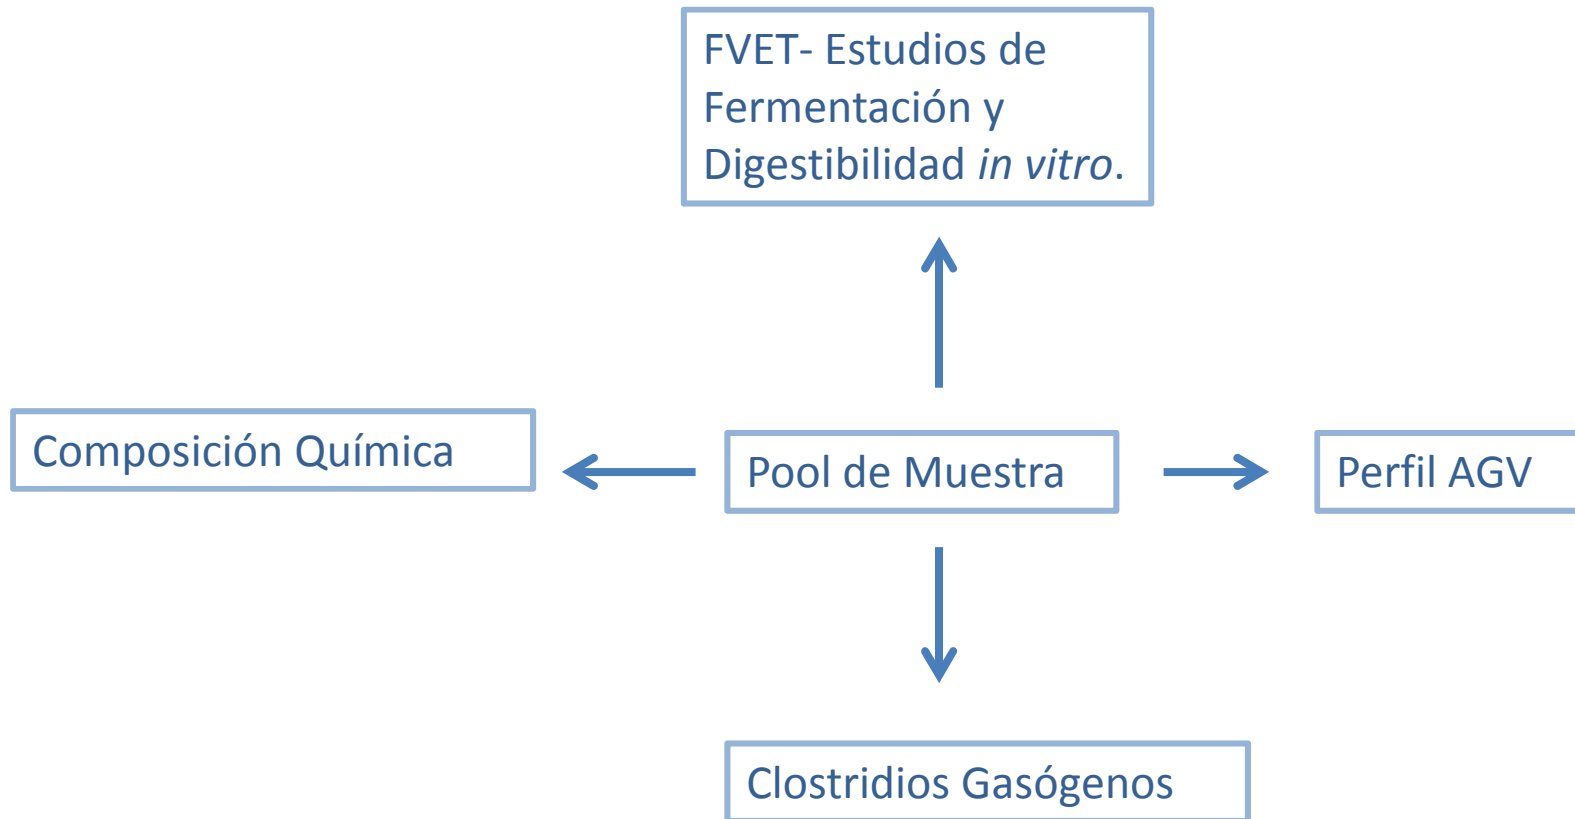 FVET- Estudios de
Fermentación y
Digestibilidad in vitro.
Composición Química
Pool de Muestra
Perfil AGV
Clostridios Gasógenos